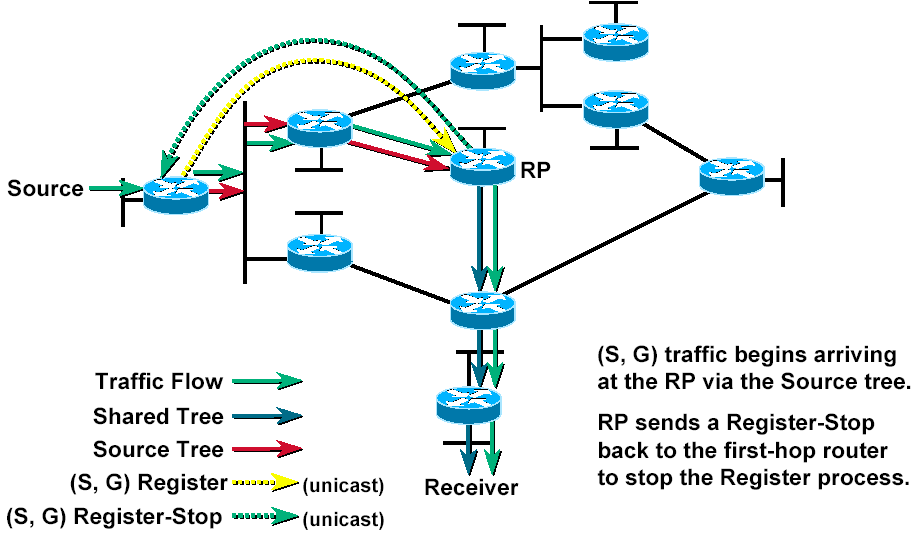 RP
Source
(S, G) traffic begins arriving
at the RP via the Source tree.
RP sends a Register-Stop
back to the first-hop router
to stop the Register process.
Traffic Flow
Shared Tree
Source Tree
(S, G) Register (unicast)
(S, G) Register-Stop (unicast)
Receiver